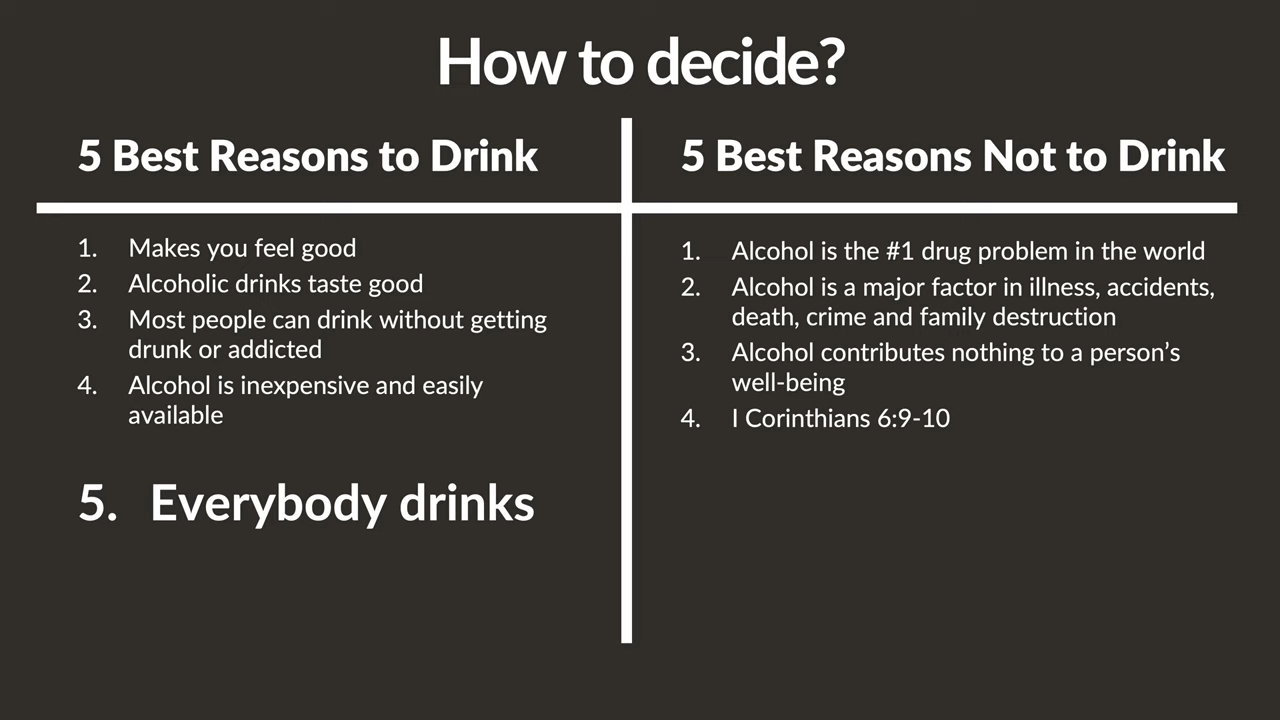 How to decide?
5 Best Reasons to Drink
1. Makes you feel good
2. Alcoholic drinks taste good
3. Most people can drink without getting
drunk or addicted
4. Alcohol is inexpensive and easily
available
5. Everybody drinks
5 Best Reasons Not to Drink
1. Alcohol is the #1 drug problem in the world
2. Alcohol is a major factor in illness, accidents,
death, crime and family destruction
3. Alcohol contributes nothing to a person’s
well-being
4. I Corinthians 6:9-10